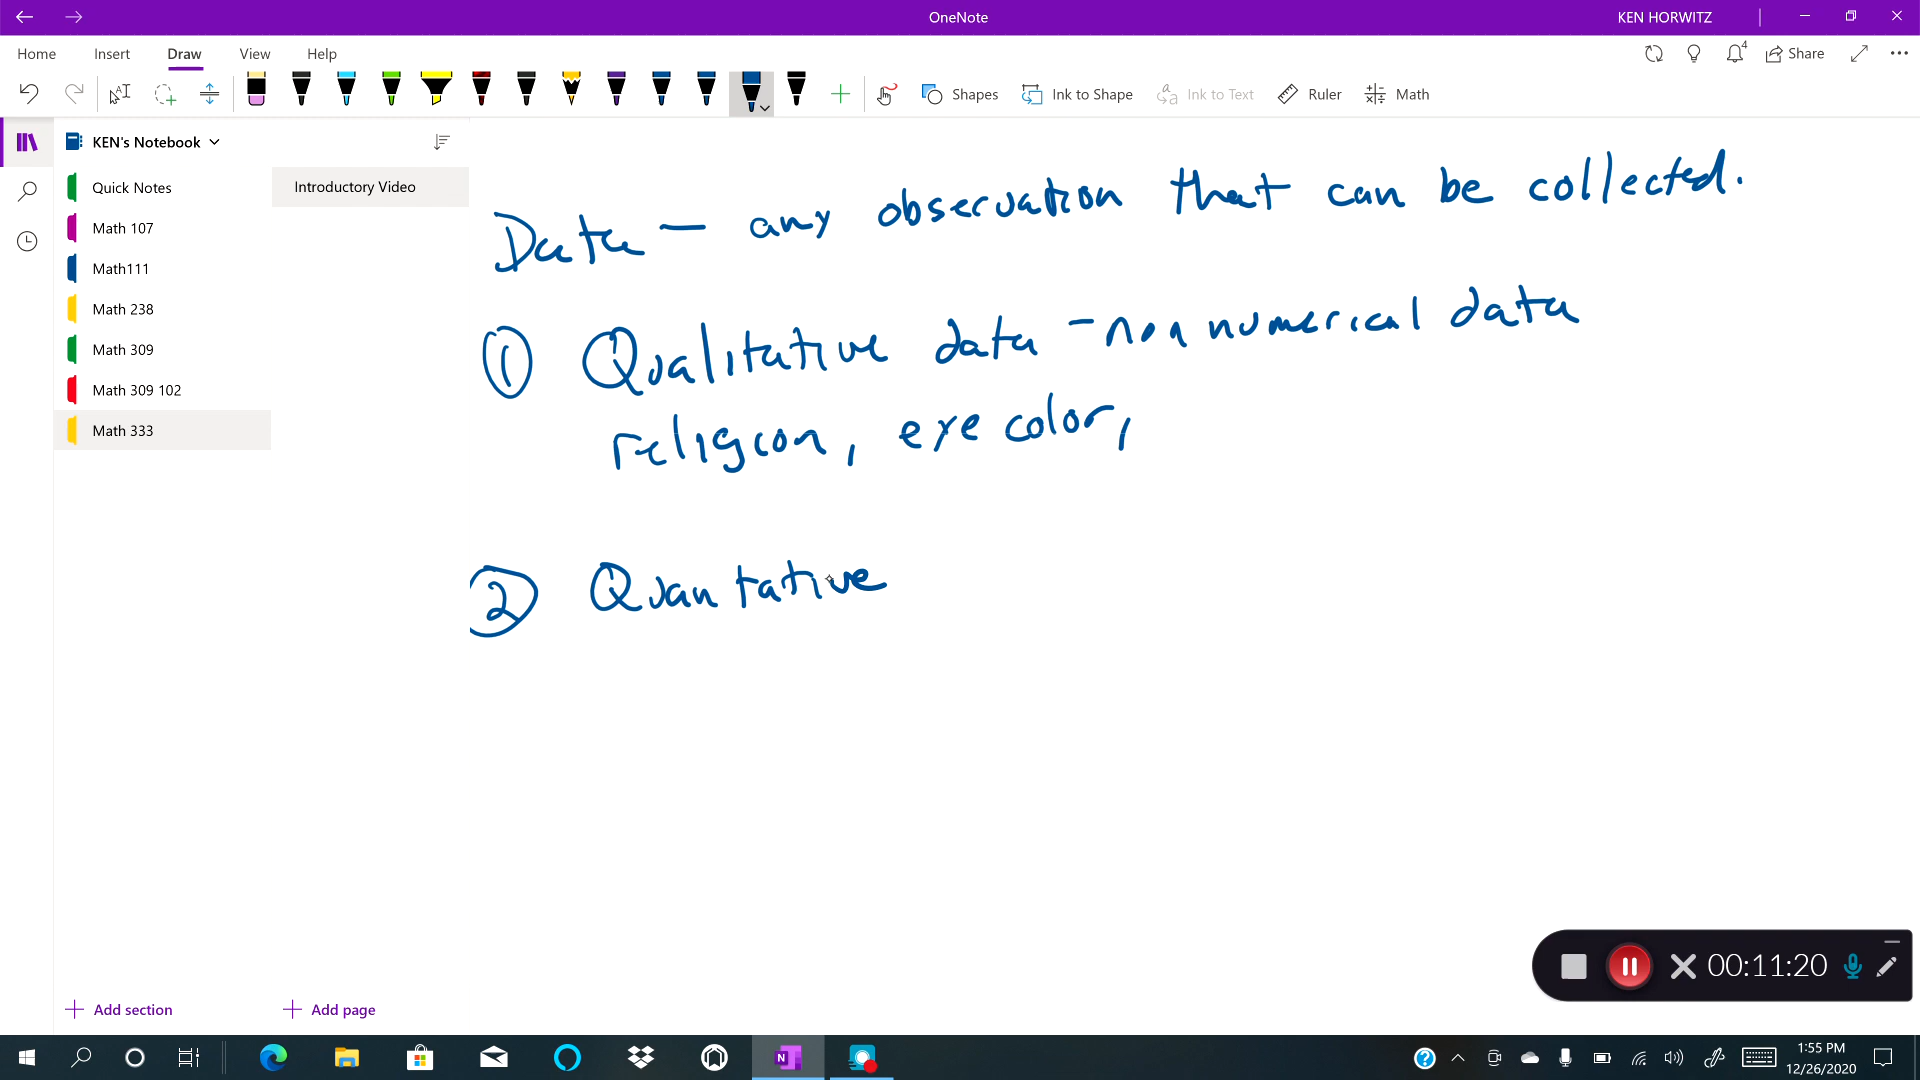 OneNote
KEN HORWITZ
Home Insert Draw View Help
4 Share
Shapes Ink to Shape Ink to Text Ruler Math
KEN's Notebook
Quick Notes
Math 107
Math111
Math 238
Math 309
Math 309 102
Math 333
Introductory Video
Data — any observation that can be collected.
① Qualitative data - non numerical data
religion, eye color,
② Quantative
00:11:20
Add section
Add page
1:55 PM
12/26/2020